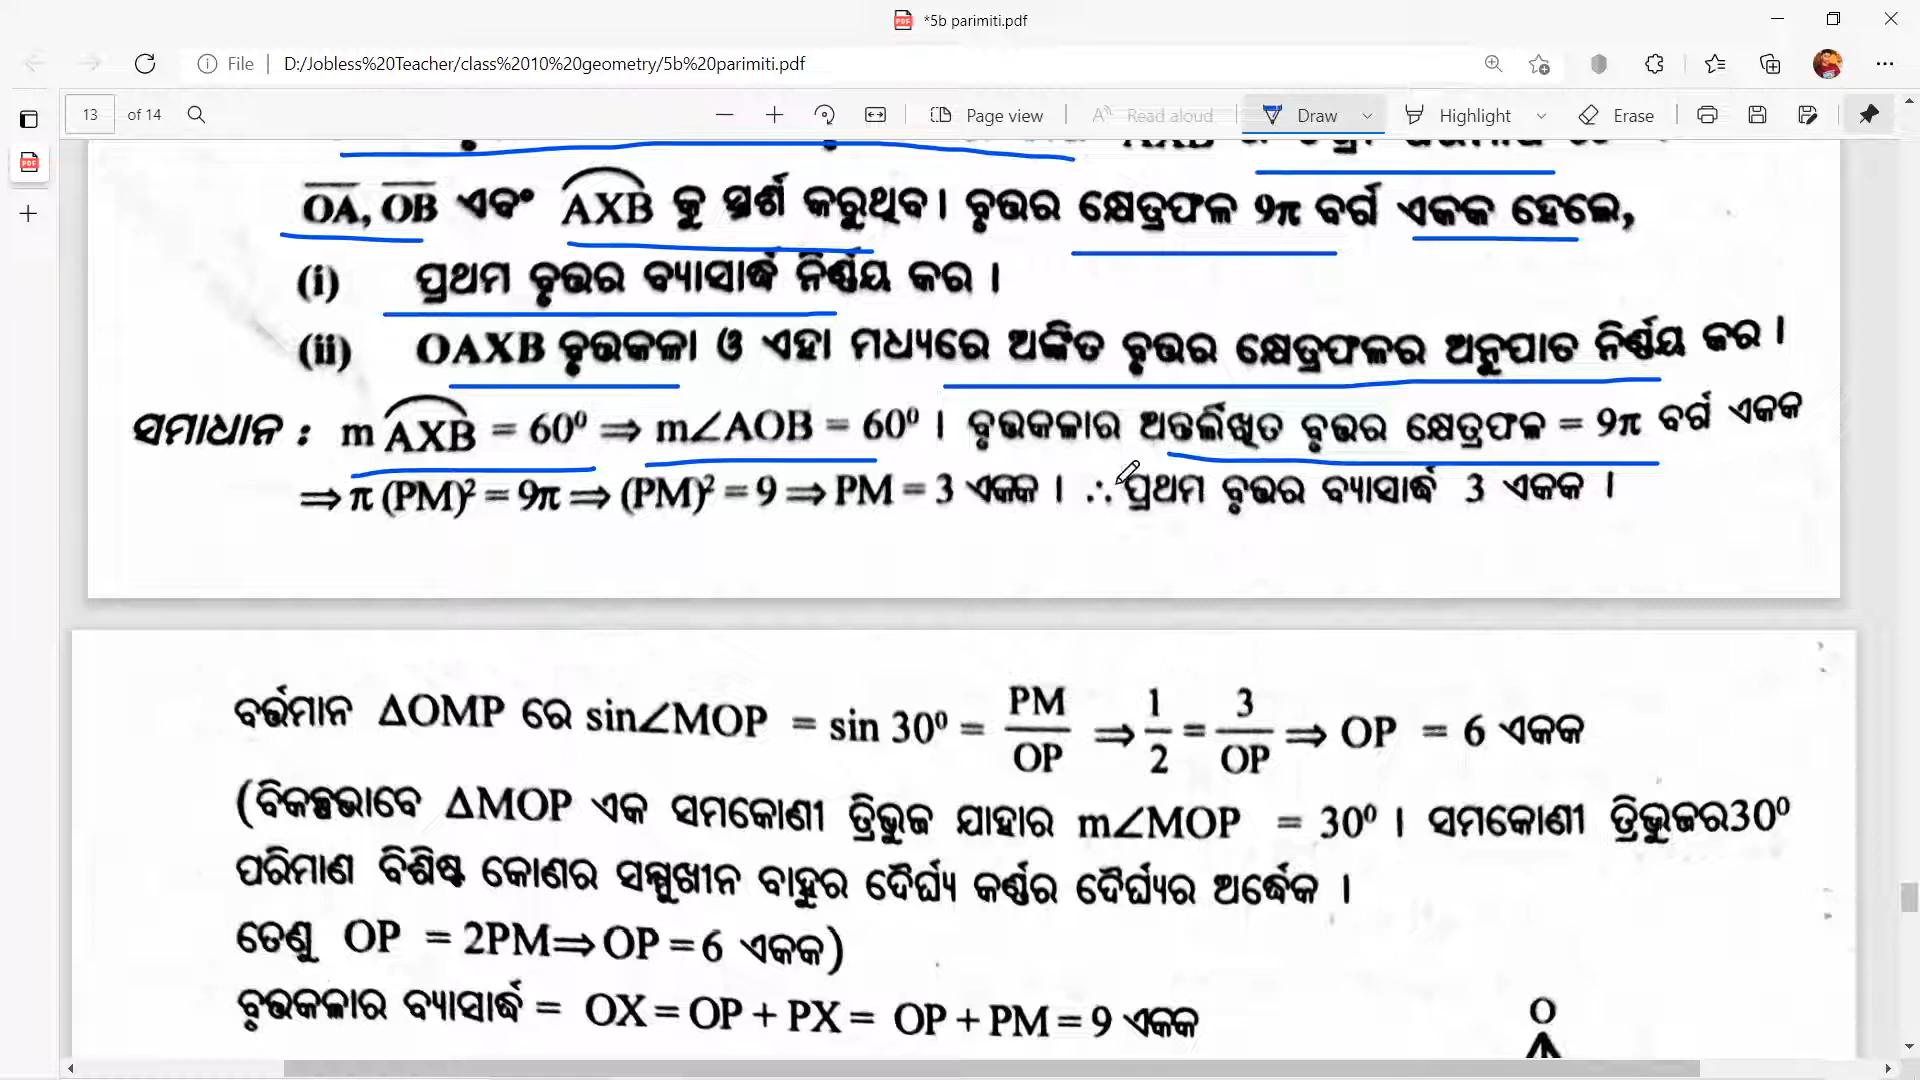 *5b parimiti.pdf
File D:/Jobless%20Teacher/class%2010%20geometry/5b%20parimiti.pdf
13 of 14 Page view Read aloud Draw Highlight Erase
OA, OB ଏବଂ AXB କୁ ସ୍ପର୍ଶ କରୁଥିବ। ବୃତ୍ତର କ୍ଷେତ୍ରଫଳ 9π ବର୍ଗ ଏକକ ହେଲେ,
(i) ପ୍ରଥମ ବୃତ୍ତର ବ୍ୟାସାର୍ଦ୍ଧ ନିର୍ଣ୍ଣୟ କର ।
(ii) OAXB ବୃତ୍ତକଳା ଓ ଏହା ମଧ୍ୟରେ ଅଙ୍କିତ ବୃତ୍ତର କ୍ଷେତ୍ରଫଳର ଅନୁପାତ ନିର୍ଣ୍ଣୟ କର ।
ସମାଧାନ : m AXB = 60⁰ ⇒ m∠AOB = 60⁰ । ବୃତ୍ତକଳାର ଅନ୍ତର୍ଲିଖିତ ବୃତ୍ତର କ୍ଷେତ୍ରଫଳ = 9π ବର୍ଗ ଏକକ
⇒ π (PM)² = 9π ⇒ (PM)² = 9 ⇒ PM = 3 ଏକକ । ∴ ପ୍ରଥମ ବୃତ୍ତର ବ୍ୟାସାର୍ଦ୍ଧ 3 ଏକକ ।
ବର୍ତ୍ତମାନ ΔOMP ରେ sin∠MOP = sin 30⁰ = PM/OP ⇒ 1/2 = 3/OP ⇒ OP = 6 ଏକକ
(ବିକଳ୍ପଭାବେ ΔMOP ଏକ ସମକୋଣୀ ତ୍ରିଭୁଜ ଯାହାର m∠MOP = 30⁰ । ସମକୋଣୀ ତ୍ରିଭୁଜର30⁰
ପରିମାଣ ବିଶିଷ୍ଟ କୋଣର ସମ୍ମୁଖୀନ ବାହୁର ଦୈର୍ଘ୍ୟ କର୍ଣ୍ଣର ଦୈର୍ଘ୍ୟର ଅର୍ଦ୍ଧେକ ।
ତେଣୁ OP = 2PM⇒ OP = 6 ଏକକ)
ବୃତ୍ତକଳାର ବ୍ୟାସାର୍ଦ୍ଧ = OX = OP + PX = OP + PM = 9 ଏକକ
O